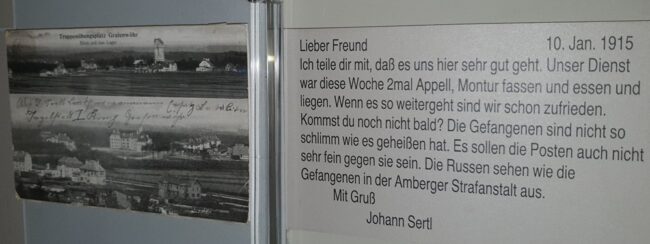 Truppenübungsplatz Grafenwöhr
Blick auf das Lager
Lieber Freund 10. Jan. 1915
Ich teile dir mit, daß es uns hier sehr gut geht. Unser Dienst
war diese Woche 2mal Appell, Montur fassen und essen und
liegen. Wenn es so weitergeht sind wir schon zufrieden.
Kommst du noch nicht bald? Die Gefangenen sind nicht so
schlimm wie es geheißen hat. Es sollen die Posten auch nicht
sehr fein gegen sie sein. Die Russen sehen wie die
Gefangenen in der Amberger Strafanstalt aus.
Mit Gruß
Johann Sertl